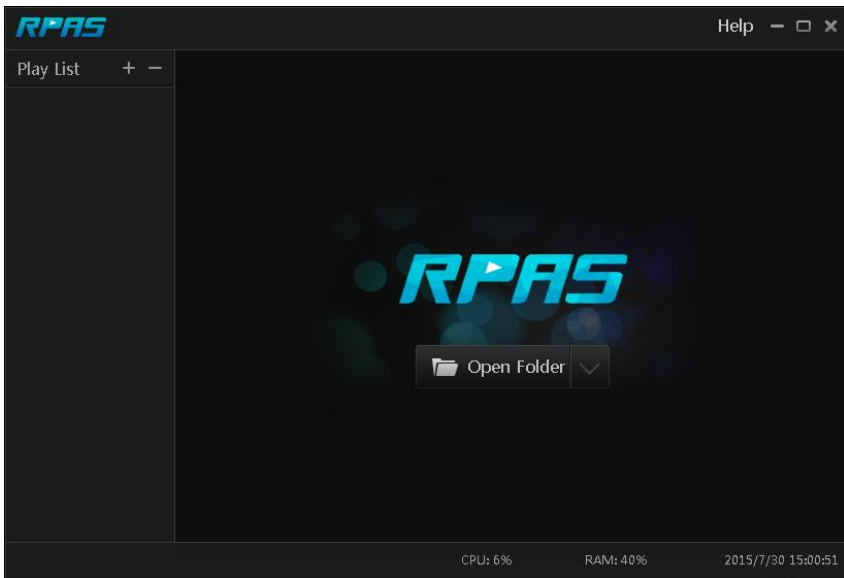 RPAS
Help
Play List
RPAS
Open Folder
CPU: 6% RAM: 40% 2015/7/30 15:00:51